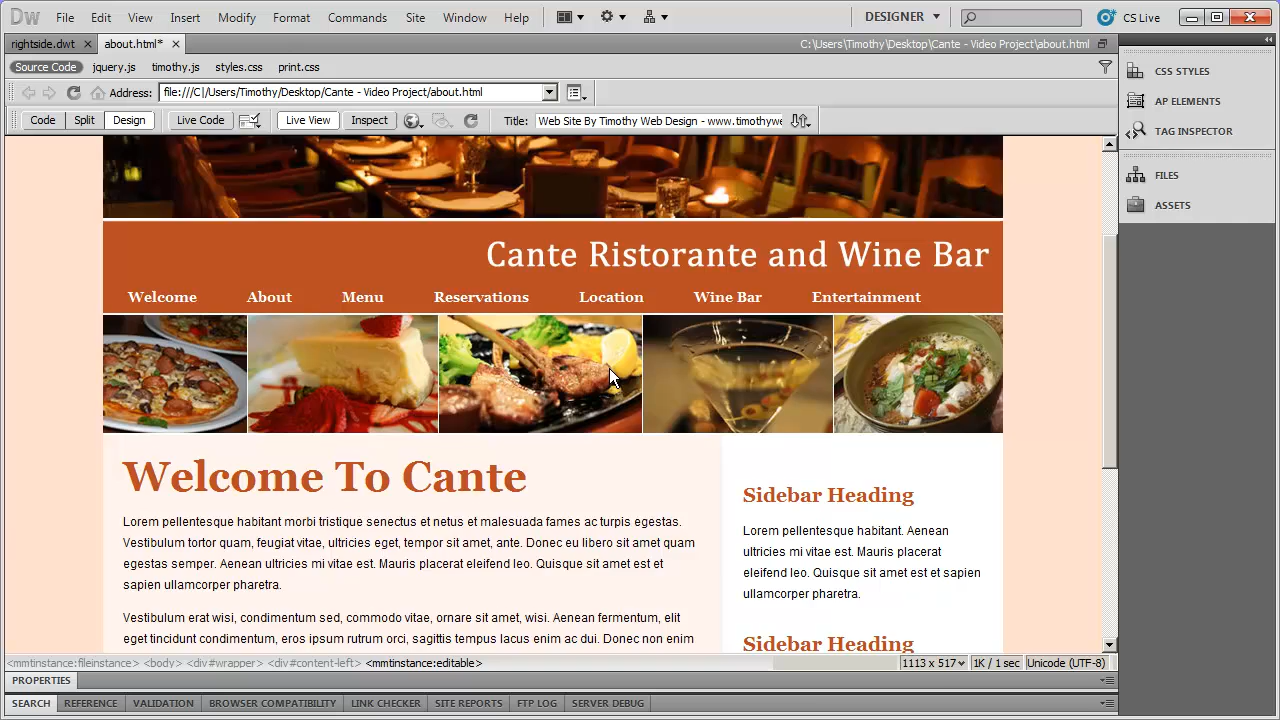 Dw File Edit View Insert Modify Format Commands Site Window Help DESIGNER CS Live
rightside.dwt about.html* C:\Users\Timothy\Desktop\Cante - Video Project\about.html
Source Code jquery.js timothy.js styles.css print.css
Address: file:///C|/Users/Timothy/Desktop/Cante - Video Project/about.html
Code Split Design Live Code Live View Inspect Title: Web Site By Timothy Web Design - www.timothywe
CSS STYLES
AP ELEMENTS
TAG INSPECTOR
FILES
ASSETS
Cante Ristorante and Wine Bar
Welcome About Menu Reservations Location Wine Bar Entertainment
Welcome To Cante
Lorem pellentesque habitant morbi tristique senectus et netus et malesuada fames ac turpis egestas.
Vestibulum tortor quam, feugiat vitae, ultricies eget, tempor sit amet, ante. Donec eu libero sit amet quam
egestas semper. Aenean ultricies mi vitae est. Mauris placerat eleifend leo. Quisque sit amet est et
sapien ullamcorper pharetra.
Vestibulum erat wisi, condimentum sed, commodo vitae, ornare sit amet, wisi. Aenean fermentum, elit
eget tincidunt condimentum, eros ipsum rutrum orci, sagittis tempus lacus enim ac dui. Donec non enim
Sidebar Heading
Lorem pellentesque habitant. Aenean
ultricies mi vitae est. Mauris placerat
eleifend leo. Quisque sit amet est et sapien
ullamcorper pharetra.
Sidebar Heading
<mmtinstance:fileinstance> <body> <div#wrapper> <div#content-left> <mmtinstance:editable> 1113 x 517 1K / 1 sec Unicode (UTF-8)
PROPERTIES
SEARCH REFERENCE VALIDATION BROWSER COMPATIBILITY LINK CHECKER SITE REPORTS FTP LOG SERVER DEBUG